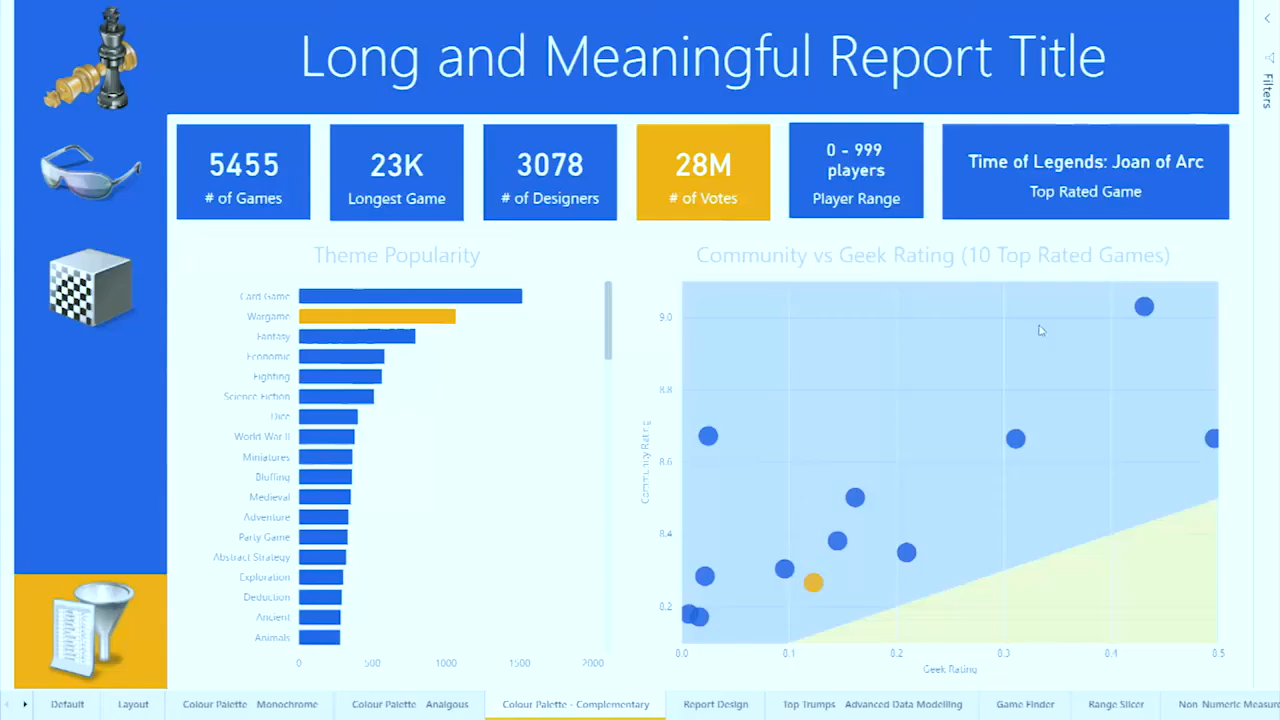 Long and Meaningful Report Title
Filters
5455
# of Games
23K
Longest Game
3078
# of Designers
28M
# of Votes
0 - 999
players
Player Range
Time of Legends: Joan of Arc
Top Rated Game
Theme Popularity
Card Game
Wargame
Fantasy
Economic
Fighting
Science Fiction
Dice
World War II
Miniatures
Bluffing
Medieval
Adventure
Party Game
Abstract Strategy
Exploration
Deduction
Ancient
Animals
0 500 1000 1500 2000
Community vs Geek Rating (10 Top Rated Games)
Community Rating
9.0
8.8
8.6
8.4
8.2
0.0 0.1 0.2 0.3 0.4 0.5
Geek Rating
Default Layout Colour Palette Monochrome Colour Palette Analogous Colour Palette - Complementary Report Design Top Trumps Advanced Data Modelling Game Finder Range Slicer Non Numeric Measur